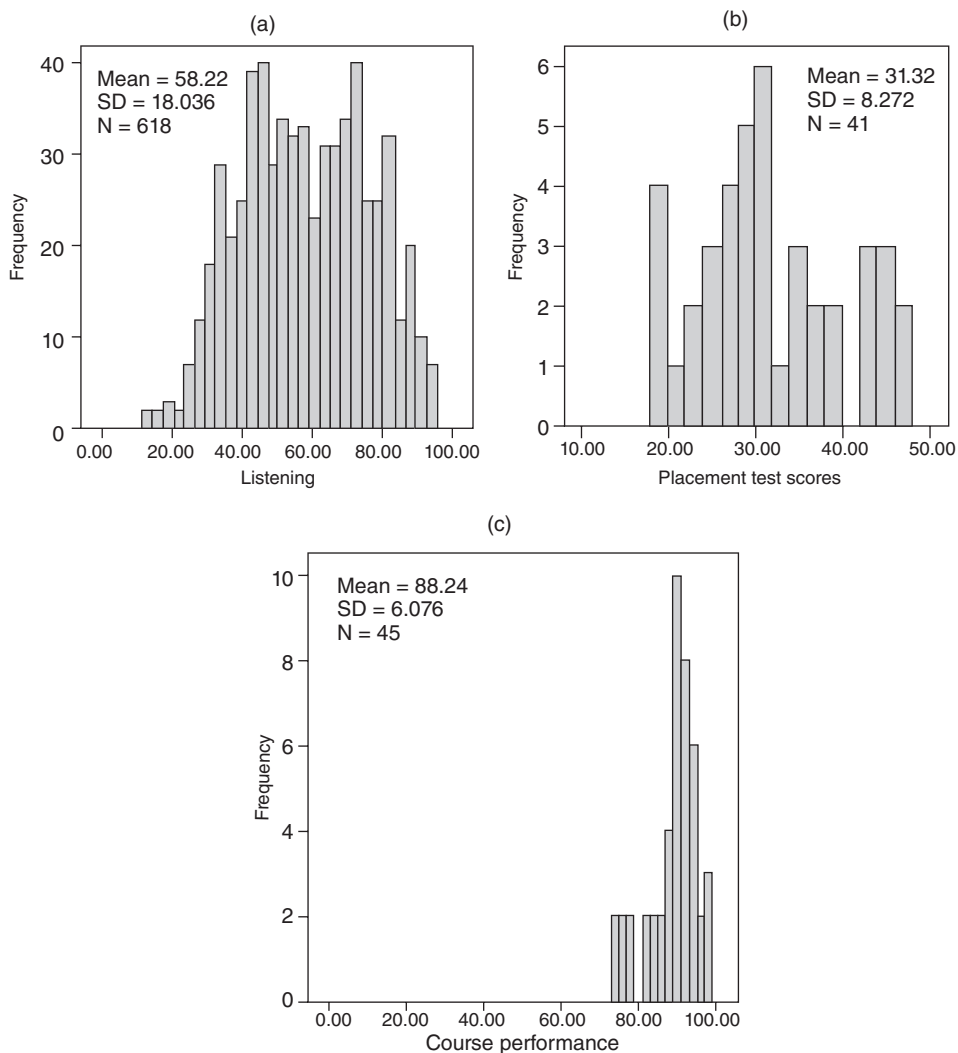 (a)
Mean = 58.22
SD = 18.036
N = 618
40
30
20
10
0
Frequency
0.00 20.00 40.00 60.00 80.00 100.00
Listening
(b)
Mean = 31.32
SD = 8.272
N = 41
6
5
4
3
2
1
0
Frequency
10.00 20.00 30.00 40.00 50.00
Placement test scores
(c)
Mean = 88.24
SD = 6.076
N = 45
10
8
6
4
2
0
Frequency
0.00 20.00 40.00 60.00 80.00 100.00
Course performance